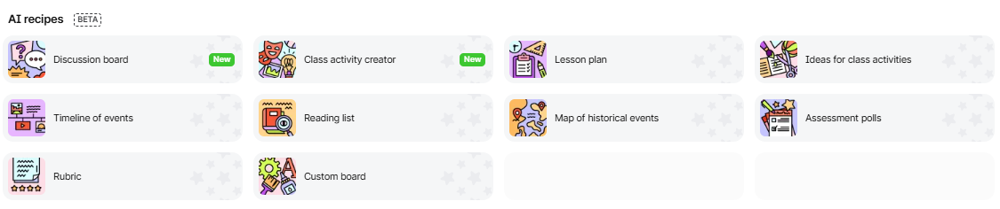 AI recipes BETA
Discussion board New
Class activity creator New
Lesson plan
Ideas for class activities
Timeline of events
Reading list
Map of historical events
Assessment polls
Rubric
Custom board